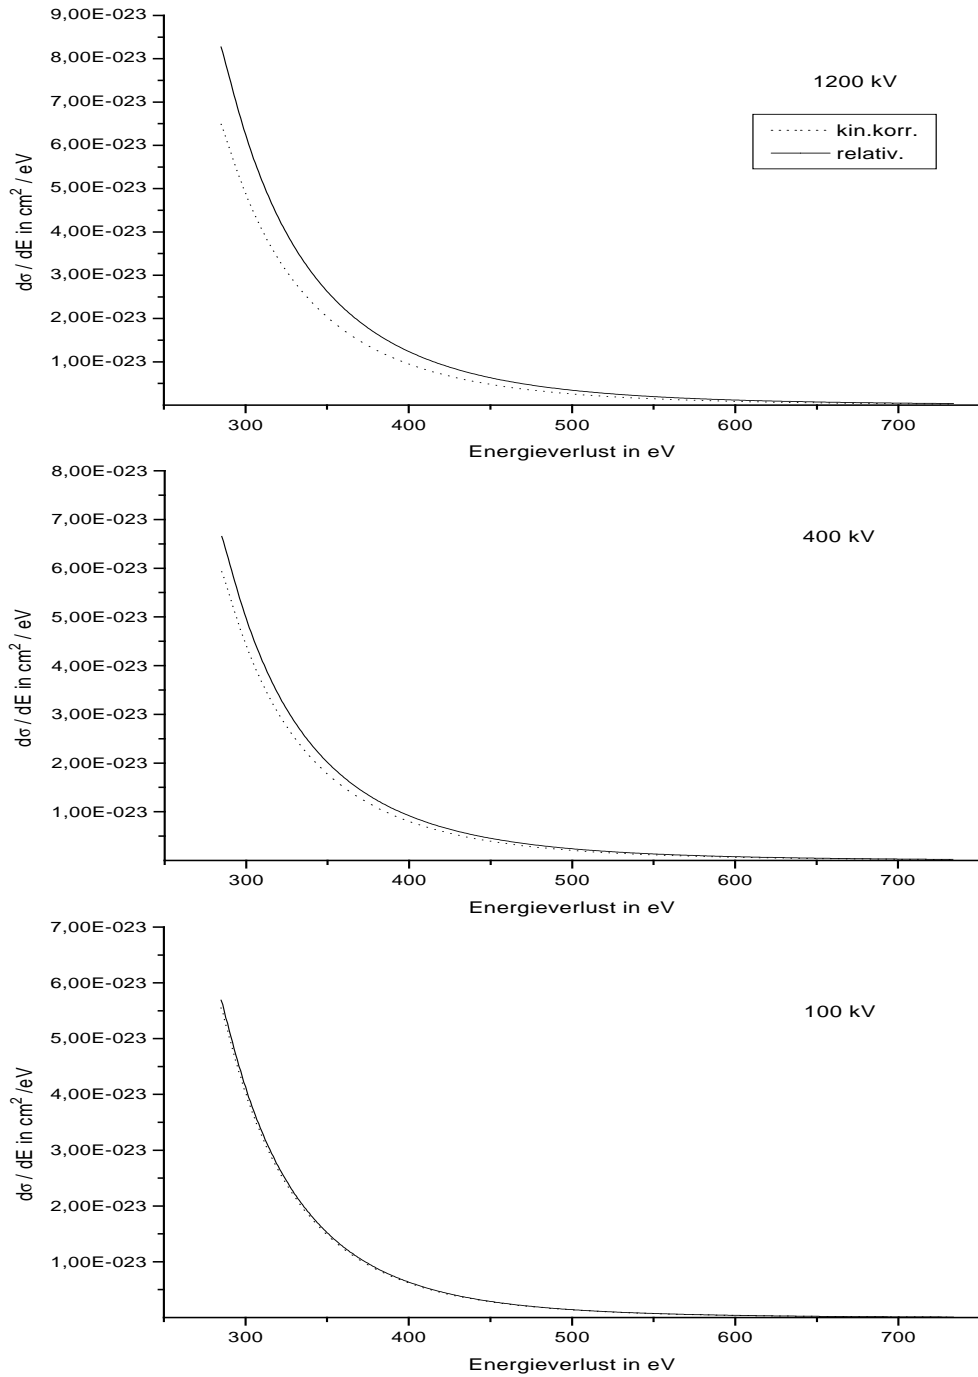 9,00E-023
8,00E-023
7,00E-023
6,00E-023
5,00E-023
4,00E-023
3,00E-023
2,00E-023
1,00E-023
dσ / dE in cm² / eV
1200 kV
kin.korr.
relativ.
300 400 500 600 700
Energieverlust in eV
8,00E-023
7,00E-023
6,00E-023
5,00E-023
4,00E-023
3,00E-023
2,00E-023
1,00E-023
dσ / dE in cm² / eV
400 kV
300 400 500 600 700
Energieverlust in eV
7,00E-023
6,00E-023
5,00E-023
4,00E-023
3,00E-023
2,00E-023
1,00E-023
dσ / dE in cm² /eV
100 kV
300 400 500 600 700
Energieverlust in eV